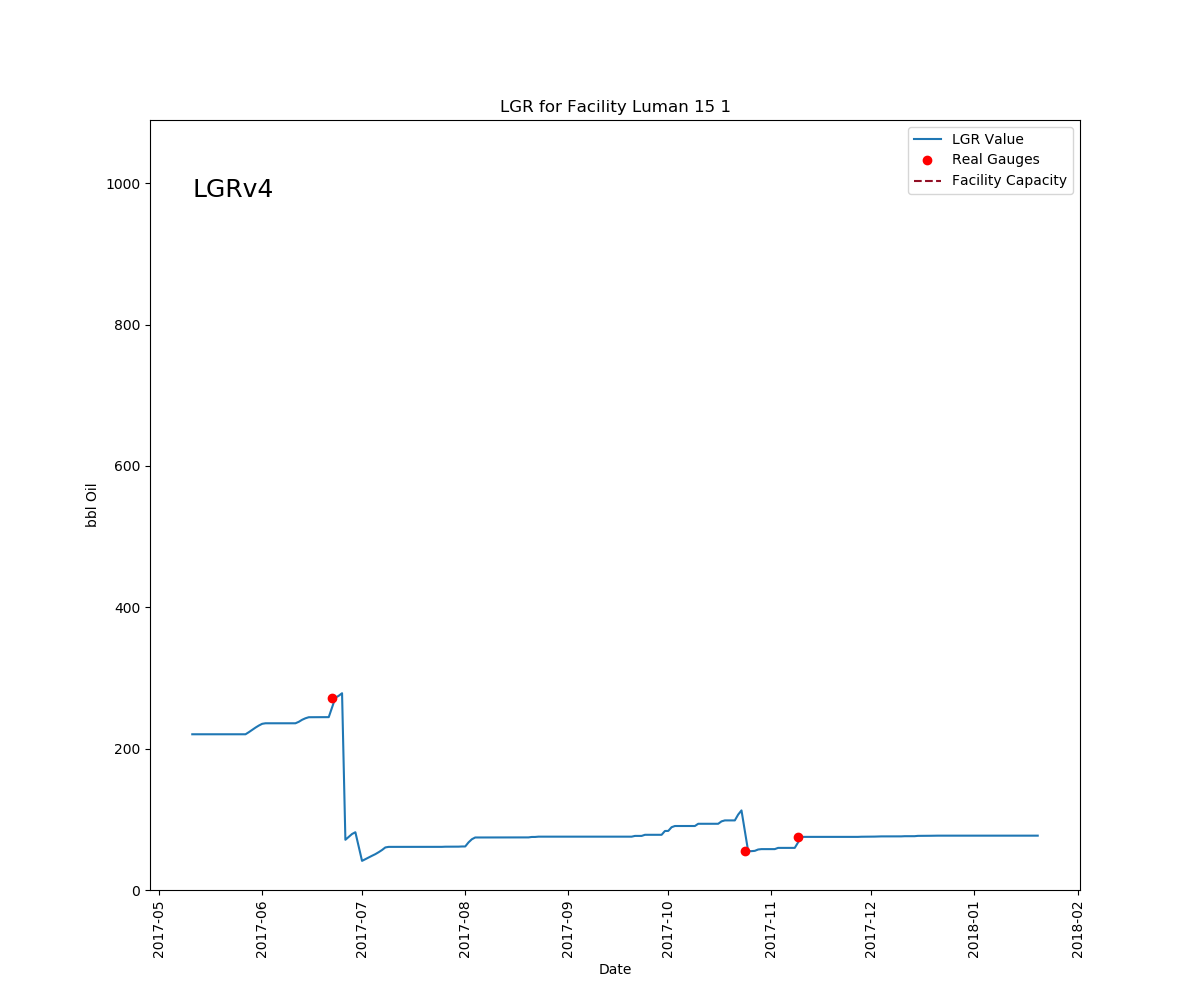 LGR for Facility Luman 15 1
LGRv4
LGR Value
Real Gauges
Facility Capacity
bbl Oil
1000
800
600
400
200
0
2017-05
2017-06
2017-07
2017-08
2017-09
2017-10
2017-11
2017-12
2018-01
2018-02
Date